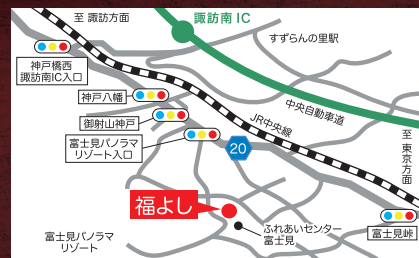 至 諏訪方面
諏訪南IC
すずらんの里駅
神戸橋西
諏訪南IC入口
神戸八幡
中央自動車道
御射山神戸
JR中央線
至 東京方面
富士見パノラマ
リゾート入口
20
福よし
ふれあいセンター
富士見
富士見峠
富士見パノラマ
リゾート